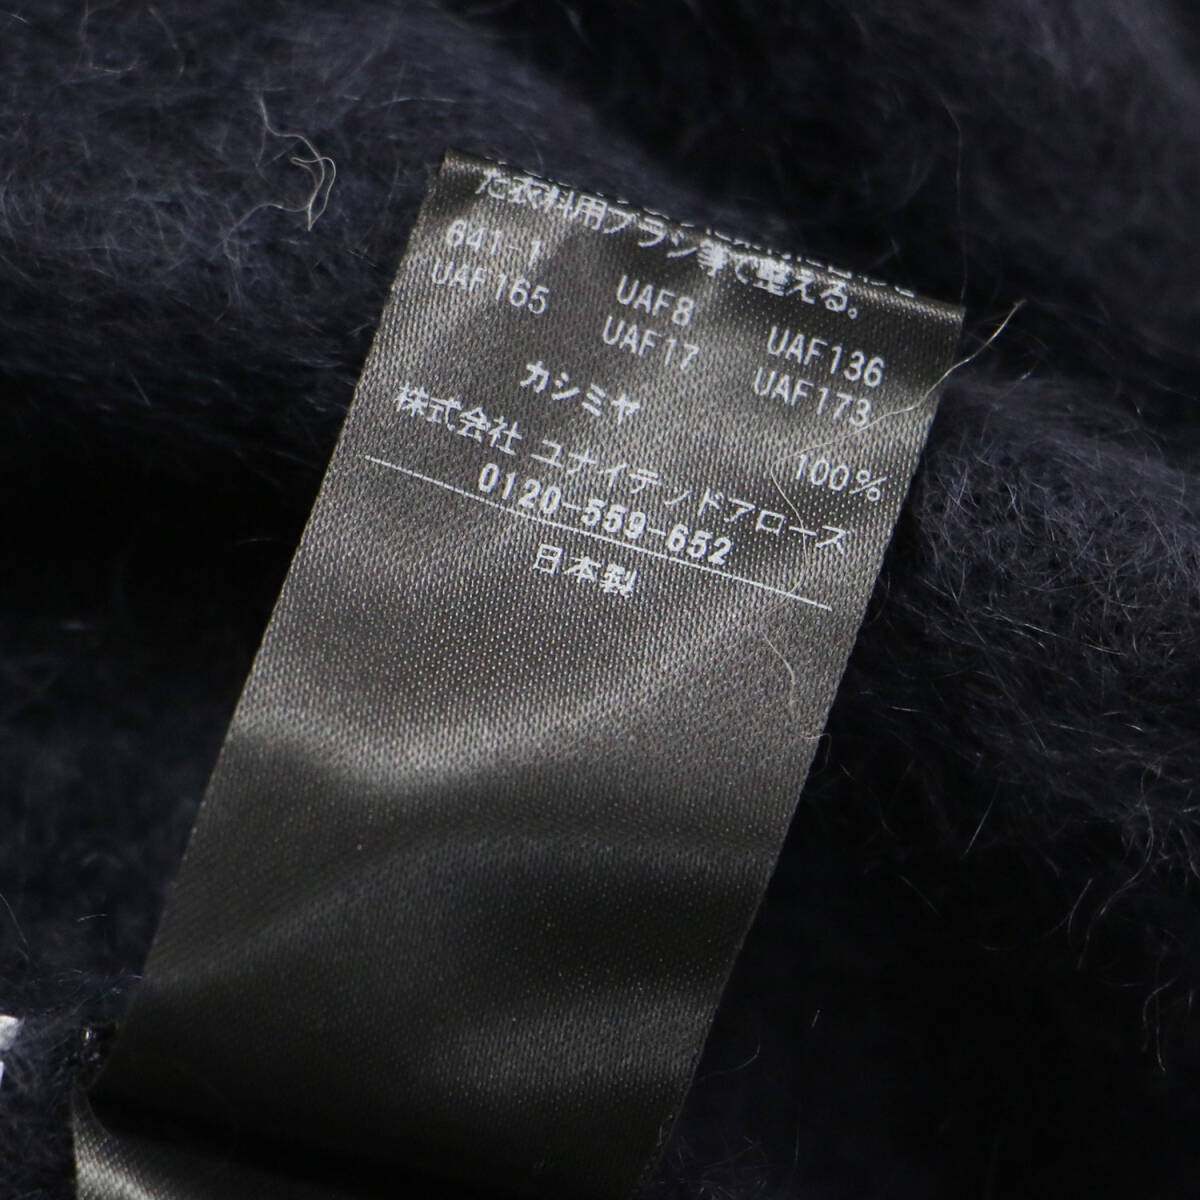 た衣料用ブラシ等で整える。
641-1 UAF8 UAF136
UAF165 UAF17 UAF173
カシミヤ 100%
株式会社 ユナイテッドアローズ
0120-559-652
日本製